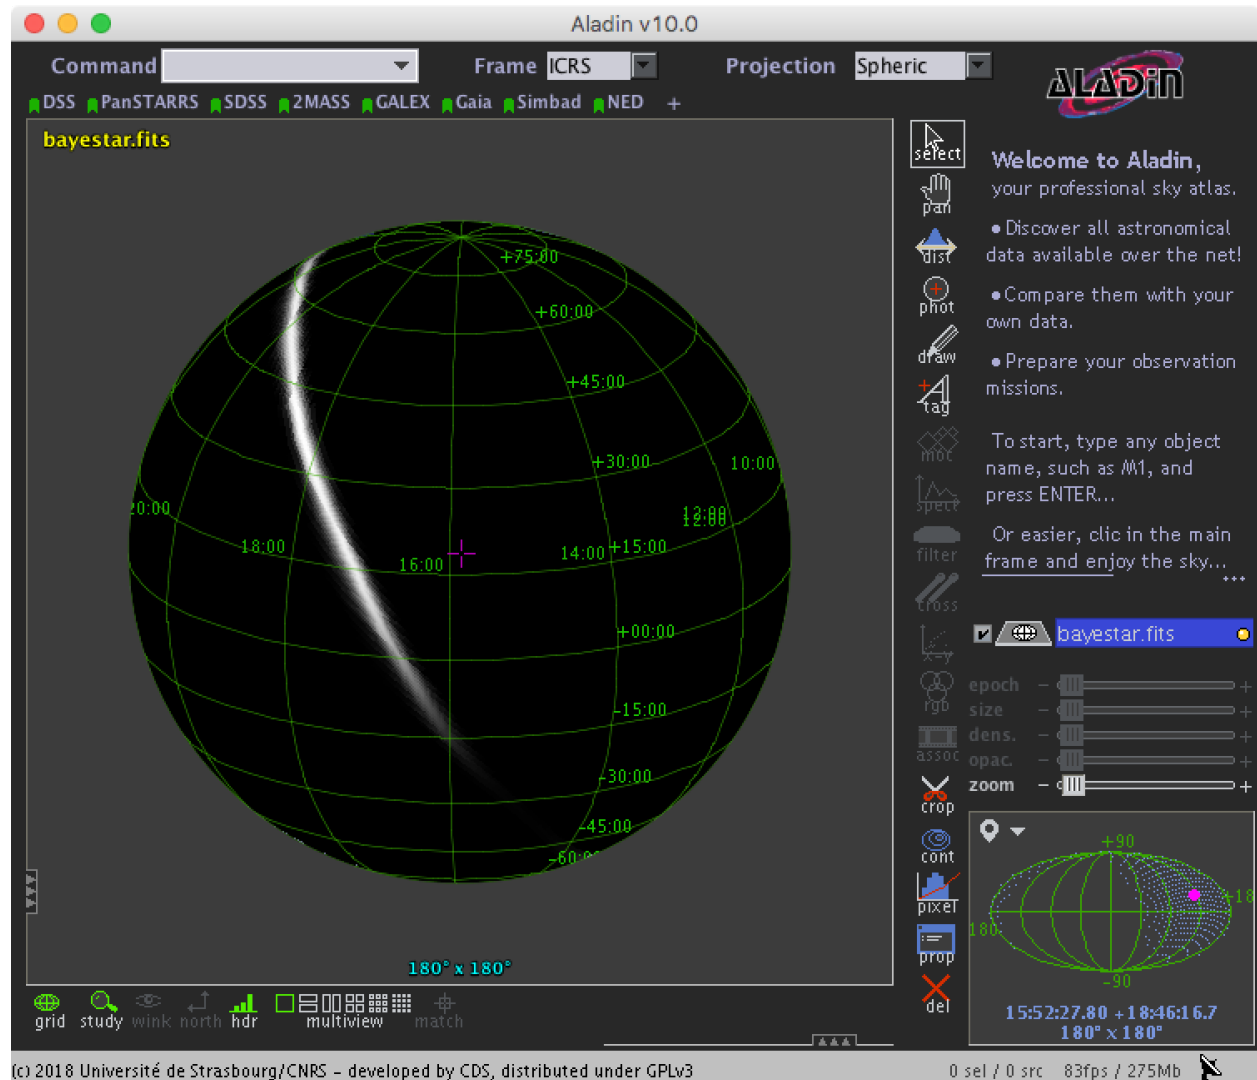 Aladin v10.0
Command Frame ICRS Projection Spheric
ALADIN
DSS PanSTARRS SDSS 2MASS GALEX Gaia Simbad NED +
bayestar.fits
+75:00
+60:00
+45:00
+30:00 10:00
20:00 12:00
18:00 16:00 14:00 +15:00
+00:00
-15:00
-30:00
-45:00
-60:00
180° x 180°
select
pan
dist
phot
draw
tag
moc
spect
filter
cross
x-y
rgb
assoc
crop
cont
pixel
prop
del
Welcome to Aladin,
your professional sky atlas.
• Discover all astronomical
data available over the net!
• Compare them with your
own data.
• Prepare your observation
missions.
To start, type any object
name, such as M1, and
press ENTER...
Or easier, clic in the main
frame and enjoy the sky...
...
bayestar.fits
epoch - +
size - +
dens. - +
opac. - +
zoom - +
+90
180 +18
-90
15:52:27.80 +18:46:16.7
180° x 180°
grid study wink north hdr multiview match
(c) 2018 Université de Strasbourg/CNRS - developed by CDS, distributed under GPLv3 0 sel / 0 src 83fps / 275Mb